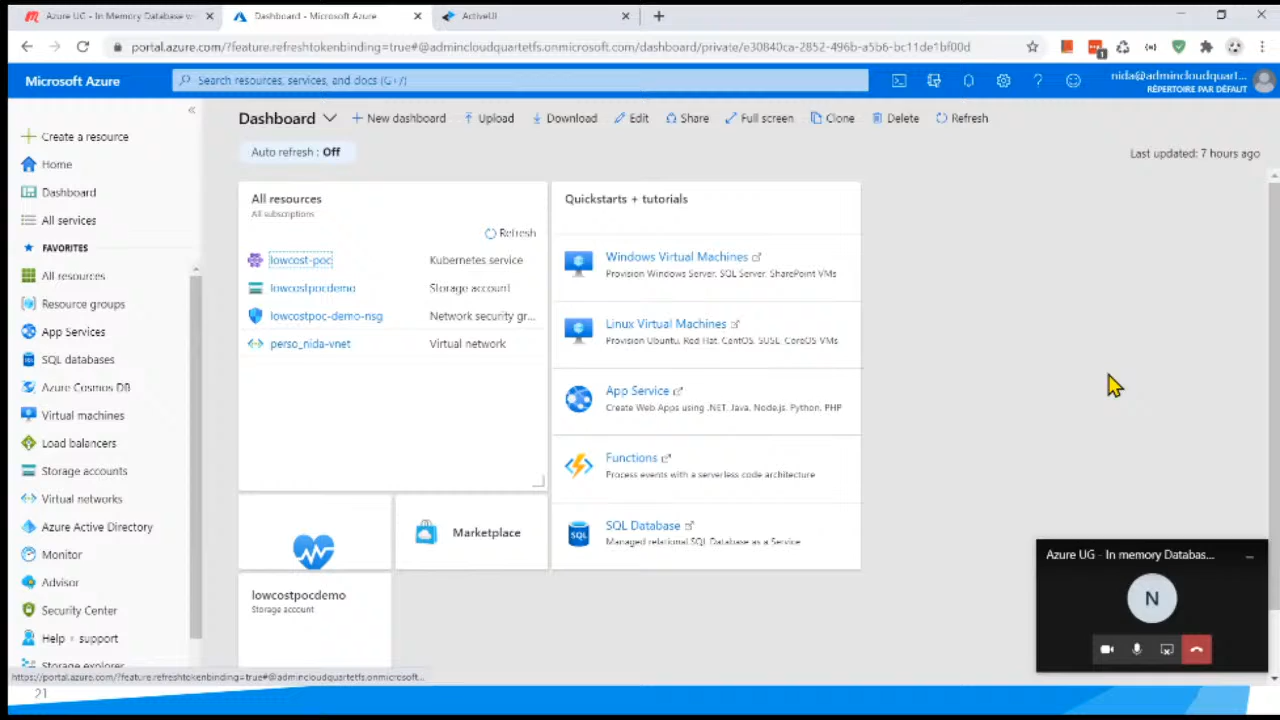 Azure UG - In Memory Database w
Dashboard - Microsoft Azure
ActiveUI
portal.azure.com/?feature.refreshtokenbinding=true#@admincloudquartetfs.onmicrosoft.com/dashboard/private/e30840ca-2852-496b-a5b6-bc11de1bf00d
Microsoft Azure
Search resources, services, and docs (G+/)
nida@admincloudquart...
RÉPERTOIRE PAR DÉFAUT
Create a resource
Home
Dashboard
All services
FAVORITES
All resources
Resource groups
App Services
SQL databases
Azure Cosmos DB
Virtual machines
Load balancers
Storage accounts
Virtual networks
Azure Active Directory
Monitor
Advisor
Security Center
Help + support
Storage explorer
Dashboard
New dashboard
Upload
Download
Edit
Share
Full screen
Clone
Delete
Refresh
Auto refresh : Off
Last updated: 7 hours ago
All resources
All subscriptions
Refresh
lowcost-poc Kubernetes service
lowcostpocdemo Storage account
lowcostpoc-demo-nsg Network security gr...
perso_nida-vnet Virtual network
Quickstarts + tutorials
Windows Virtual Machines
Provision Windows Server, SQL Server, SharePoint VMs
Linux Virtual Machines
Provision Ubuntu, Red Hat, CentOS, SUSE, CoreOS VMs
App Service
Create Web Apps using .NET, Java, Node.js, Python, PHP
Functions
Process events with a serverless code architecture
SQL Database
SQL
Managed relational SQL Database as a Service
Marketplace
lowcostpocdemo
Storage account
Azure UG - In memory Databas...
N
https://portal.azure.com/?feature.refreshtokenbinding=true#@admincloudquartetfs.onmicrosoft...
21